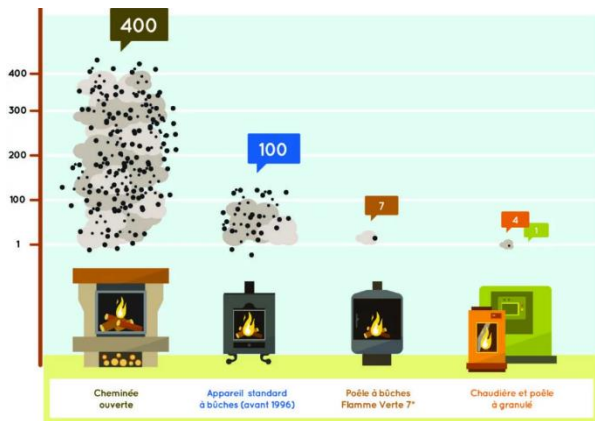 400
400
300
200
100
1
100
7
4
1
Cheminée
ouverte
Appareil standard
à bûches (avant 1996)
Poêle à bûches
Flamme Verte 7*
Chaudière et poêle
à granulé